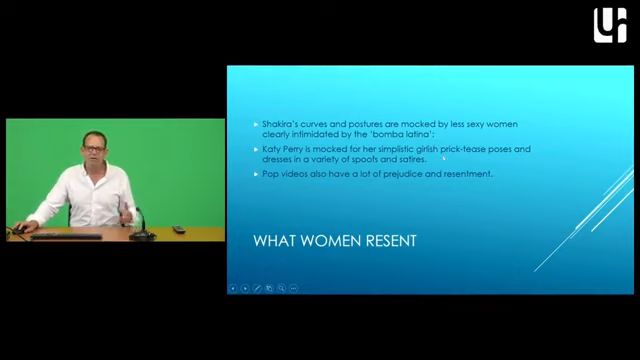 Shakira's curves and postures are mocked by less sexy women
clearly intimidated by the 'bomba latina':
Katy Perry is mocked for her simplistic girlish prick-tease poses and
dresses in a variety of spoofs and satires.
Pop videos also have a lot of prejudice and resentment.
WHAT WOMEN RESENT